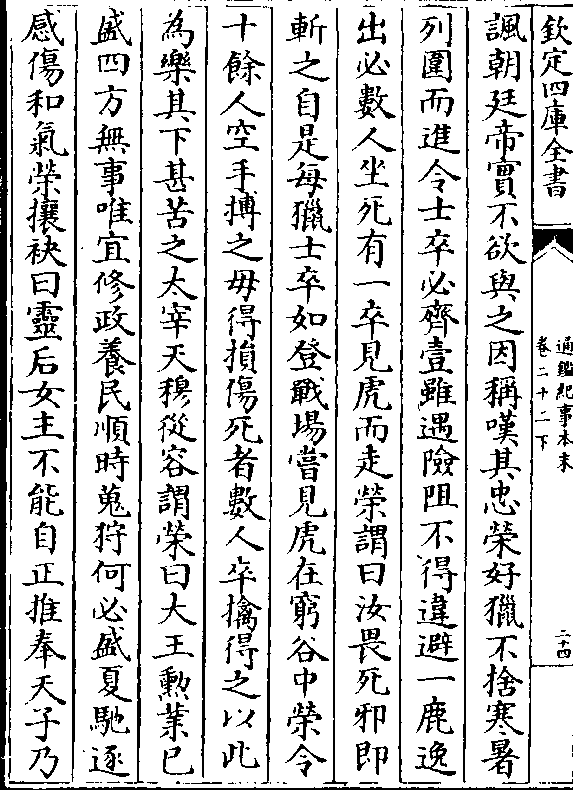 欽定四庫全書
通鑑紀事本末
卷二十二下
二十四
諷朝廷帝實不欲與之因稱嘆其忠榮好獵不捨寒暑
列圍而進令士卒必齊壹雖遇險阻不得違避一鹿逸
出必數人坐死有一卒見虎而走榮謂曰汝畏死邪即
斬之自是每獵士卒如登戰場嘗見虎在窮谷中榮令
十餘人空手搏之毋得損傷死者數人卒擒得之以此
為樂其下甚苦之太宰天穆從容謂榮曰大王勲業已
盛四方無事唯宜修政養民順時蒐狩何必盛夏馳逐
感傷和氣榮攘袂曰靈后女主不能自正推奉天子乃